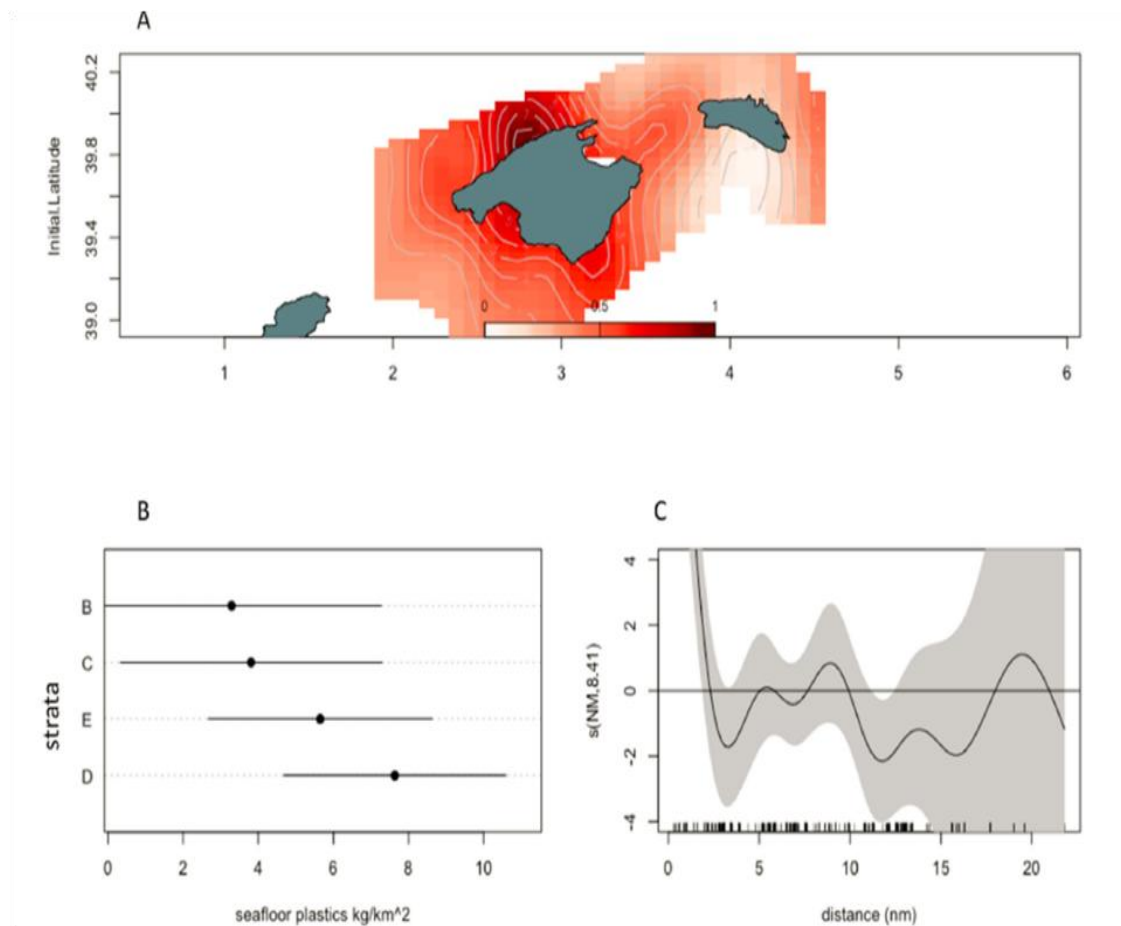 A
Initial.Latitude
40.2
39.8
39.4
39.0
0
0.5
1
1 2 3 4 5 6
B
strata
B
C
E
D
0 2 4 6 8 10
seafloor plastics kg/km^2
C
s(NM,8.41)
4
2
0
-2
-4
0 5 10 15 20
distance (nm)